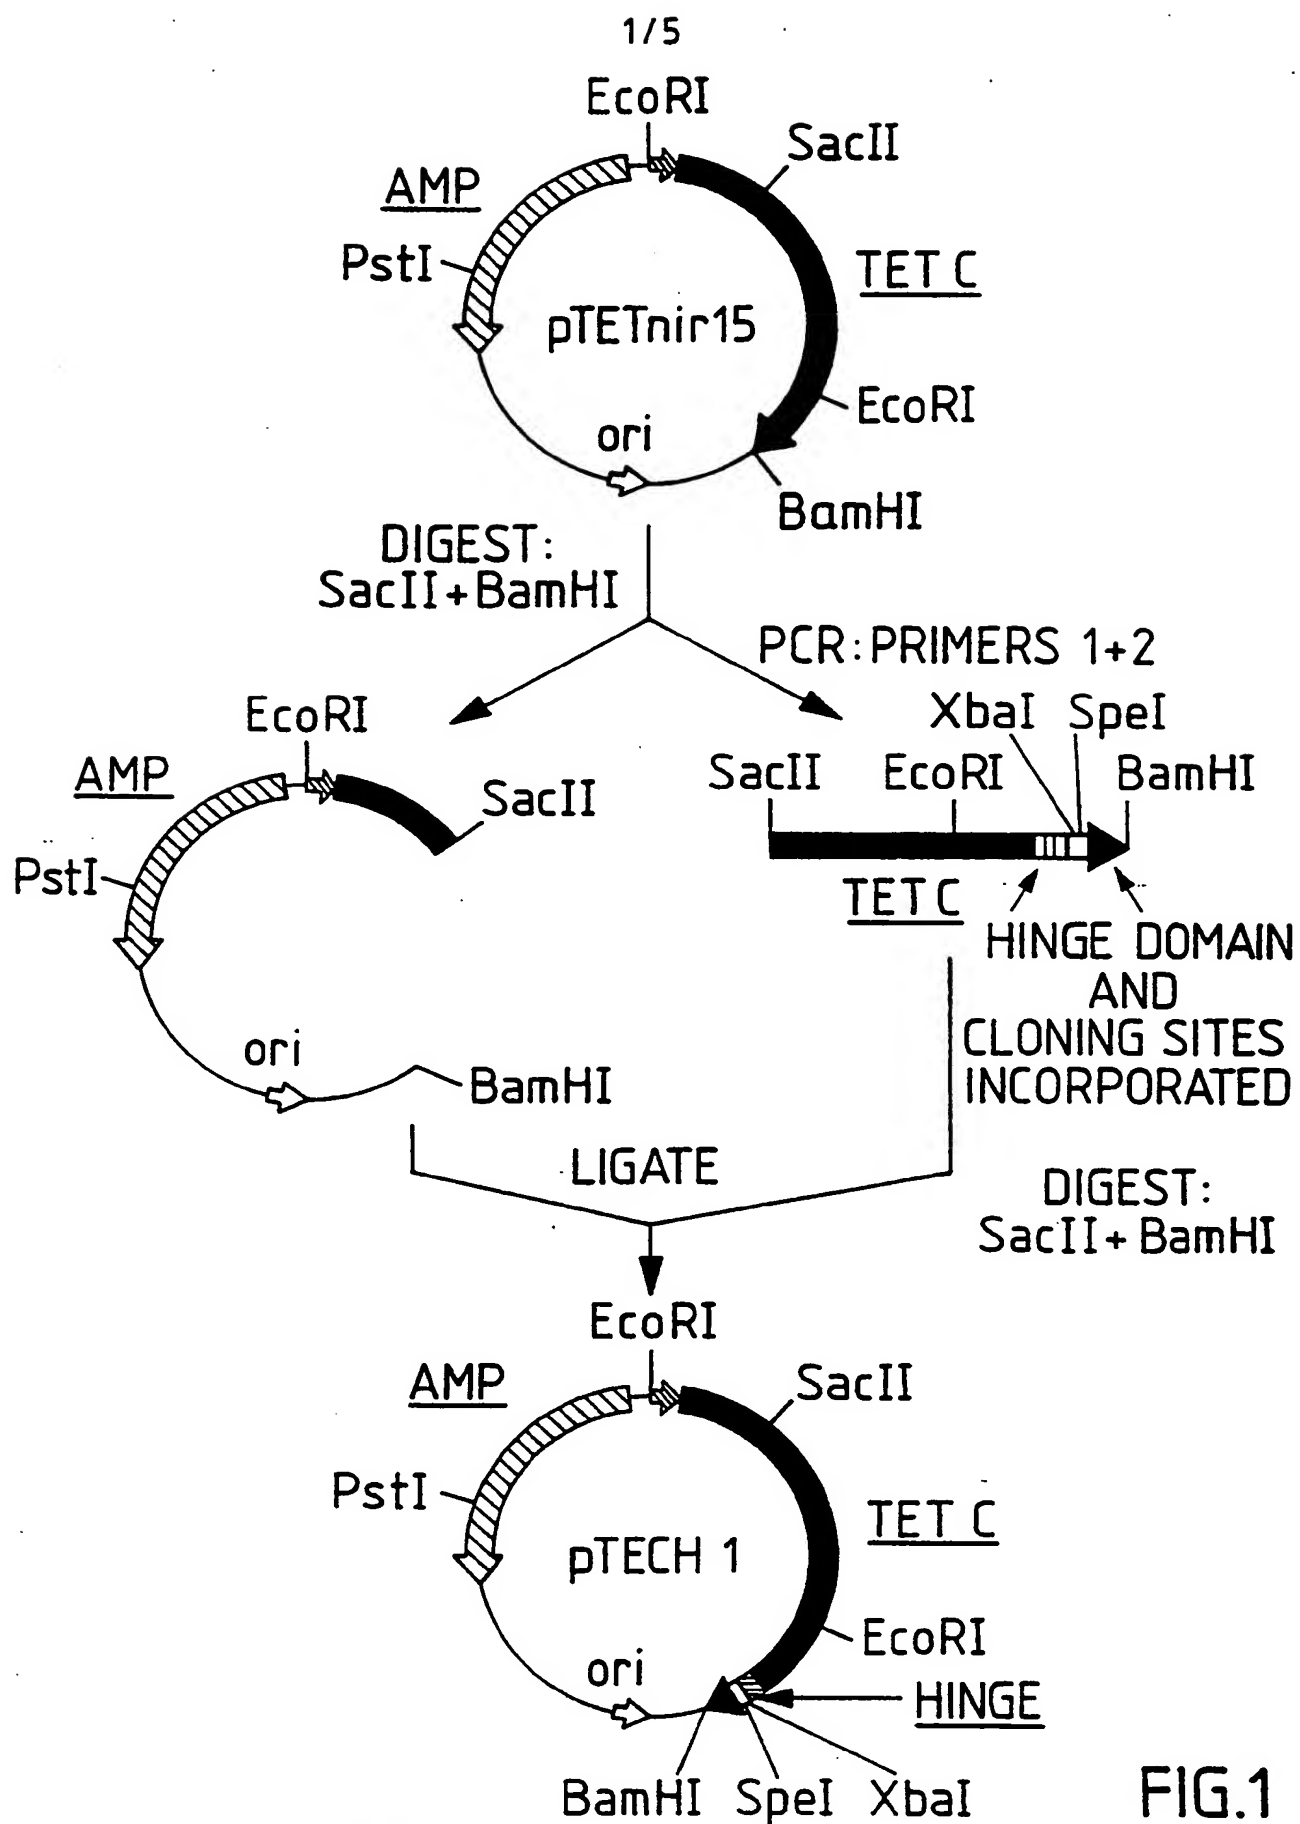 1/5
EcoRI
SacII
AMP
PstI
TET C
pTETnir15
EcoRI
ori
BamHI
DIGEST:
SacII+BamHI
PCR:PRIMERS 1+2
XbaI SpeI
EcoRI
AMP
SacII
PstI
SacII EcoRI BamHI
TET C
HINGE DOMAIN
AND
CLONING SITES
INCORPORATED
ori
BamHI
LIGATE
DIGEST:
SacII+BamHI
EcoRI
AMP
SacII
PstI
TET C
pTECH 1
EcoRI
ori
HINGE
BamHI SpeI XbaI
FIG.1